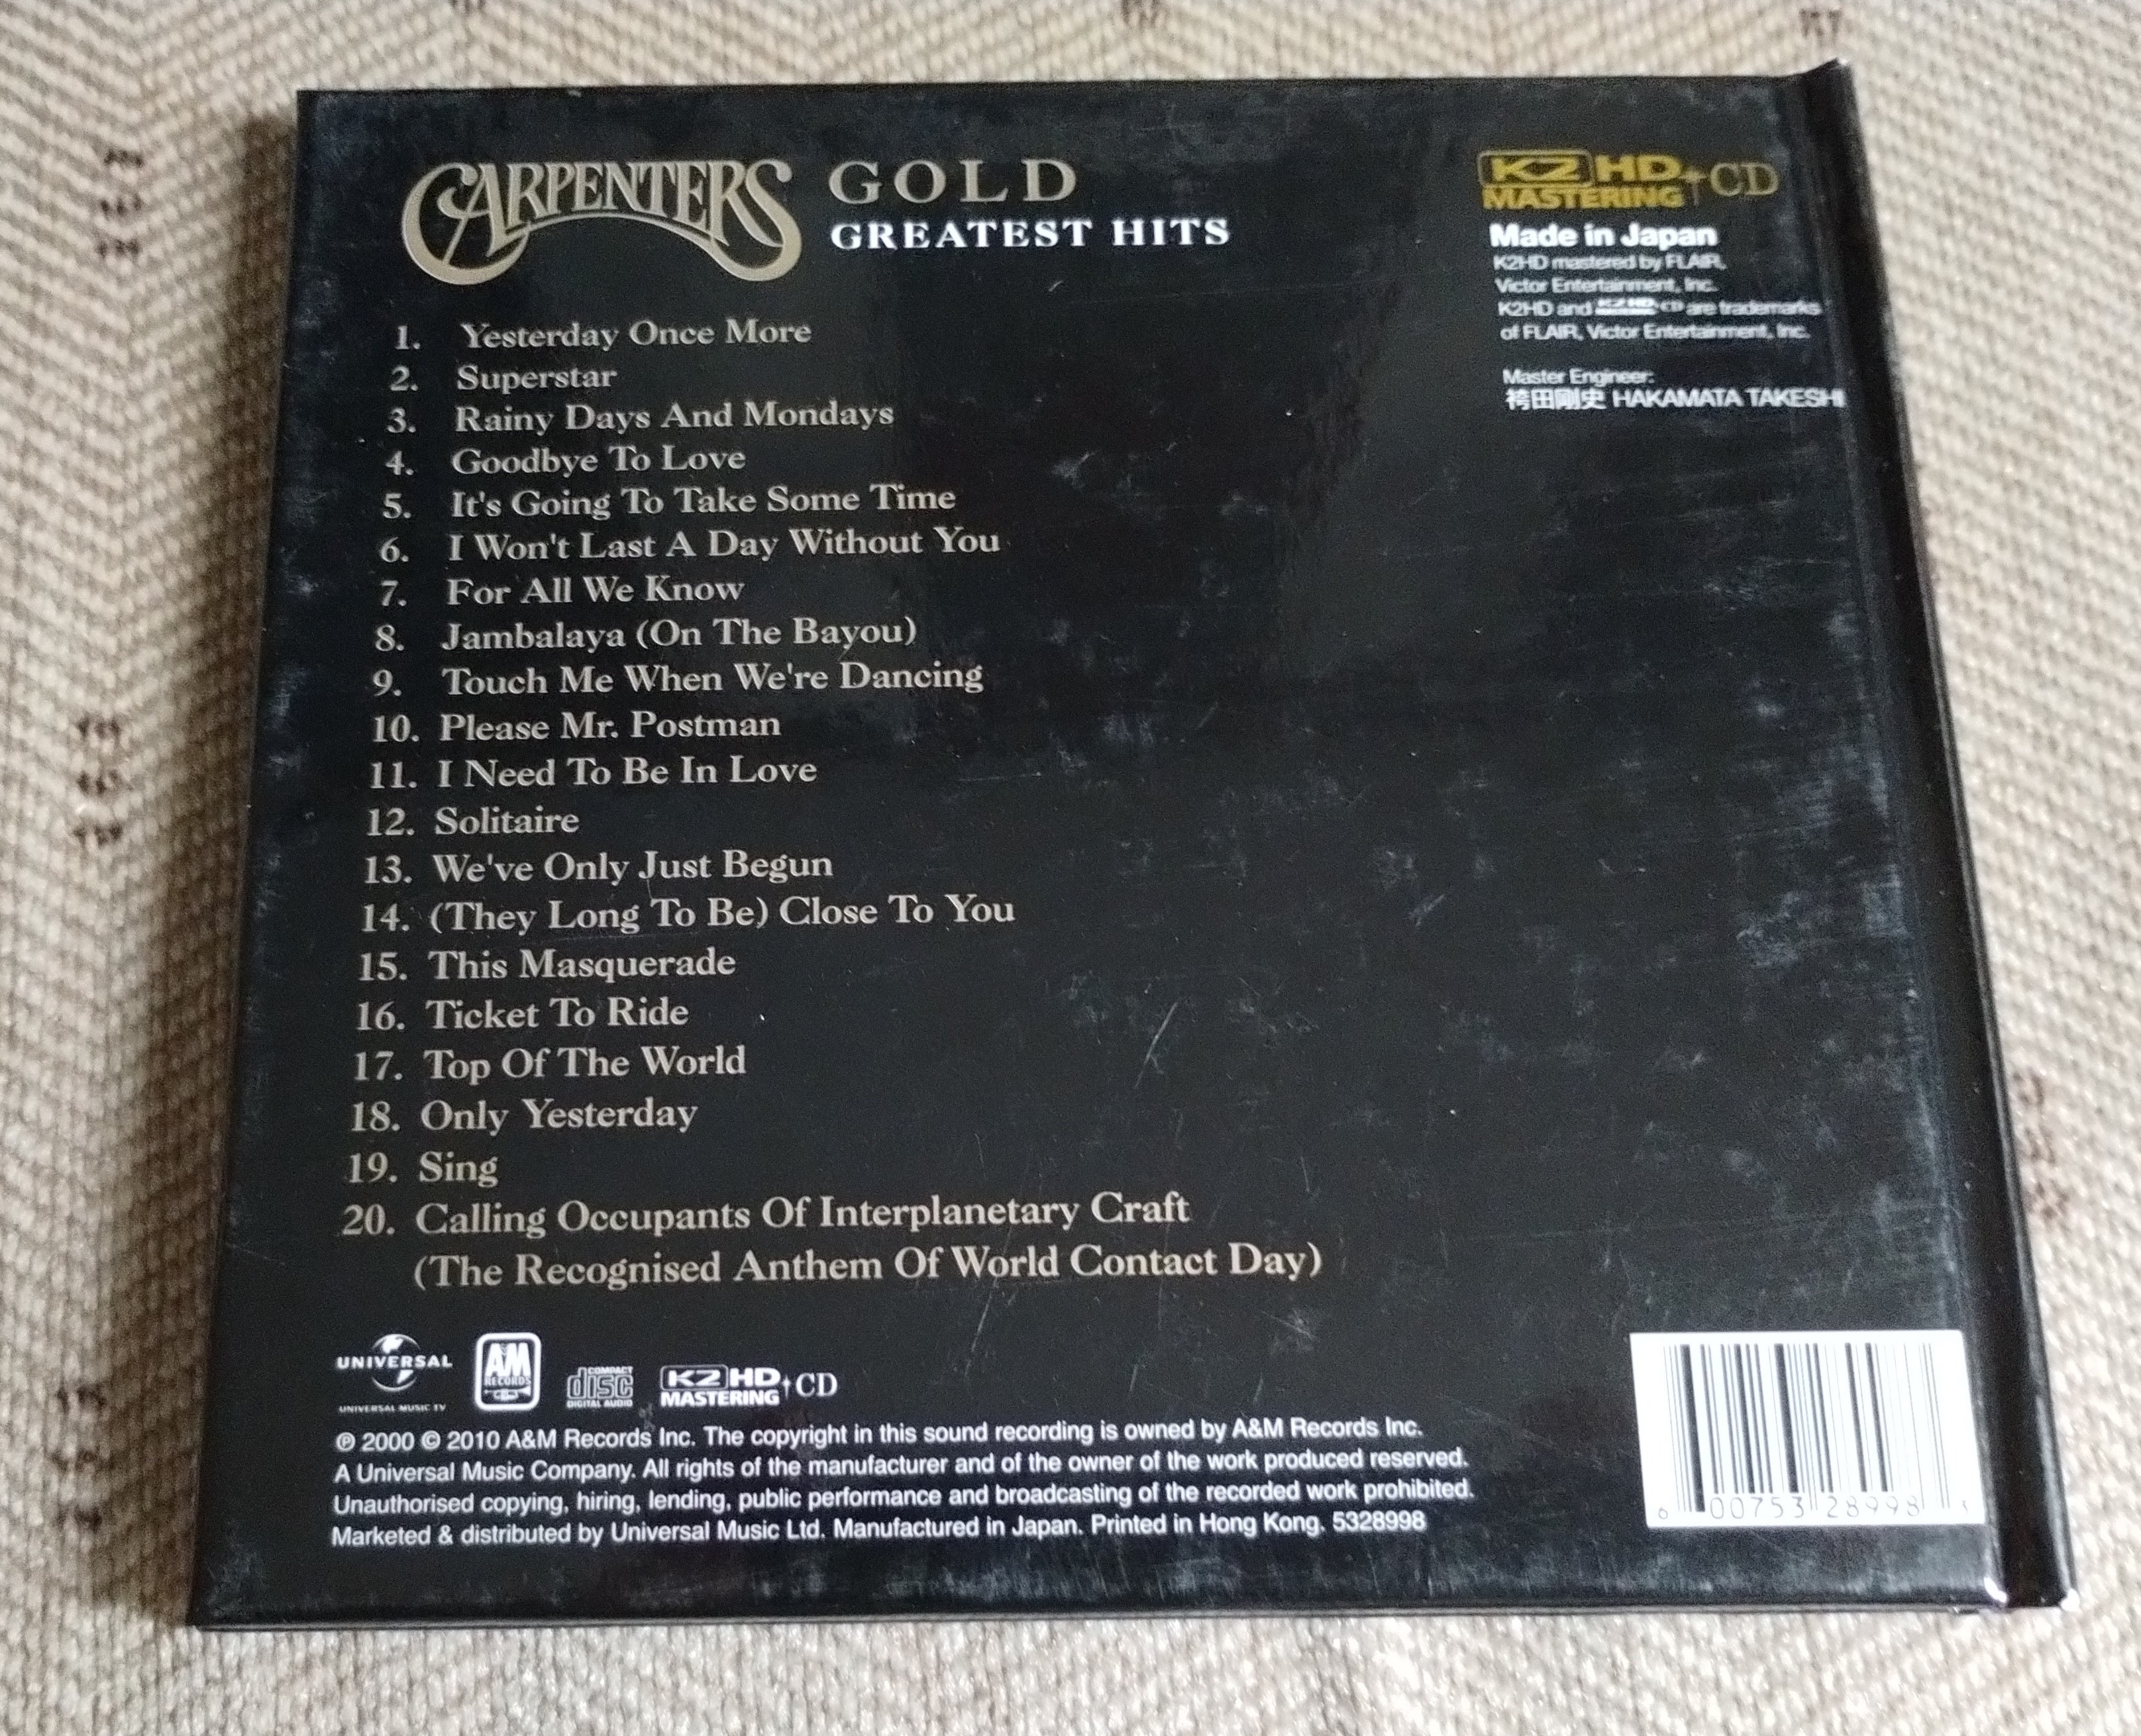 CARPENTERS GOLD
GREATEST HITS
K2 HD MASTERING + CD
Made in Japan
K2HD mastered by FLAIR,
Victor Entertainment, Inc.
K2HD and K2 HD CD are trademarks
of FLAIR, Victor Entertainment, Inc.
Master Engineer:
袴田剛史 HAKAMATA TAKESHI
1. Yesterday Once More
2. Superstar
3. Rainy Days And Mondays
4. Goodbye To Love
5. It's Going To Take Some Time
6. I Won't Last A Day Without You
7. For All We Know
8. Jambalaya (On The Bayou)
9. Touch Me When We're Dancing
10. Please Mr. Postman
11. I Need To Be In Love
12. Solitaire
13. We've Only Just Begun
14. (They Long To Be) Close To You
15. This Masquerade
16. Ticket To Ride
17. Top Of The World
18. Only Yesterday
19. Sing
20. Calling Occupants Of Interplanetary Craft
(The Recognised Anthem Of World Contact Day)
UNIVERSAL
UNIVERSAL MUSIC TV
A&M RECORDS
COMPACT disc DIGITAL AUDIO
K2 HD MASTERING + CD
℗ 2000 © 2010 A&M Records Inc. The copyright in this sound recording is owned by A&M Records Inc.
A Universal Music Company. All rights of the manufacturer and of the owner of the work produced reserved.
Unauthorised copying, hiring, lending, public performance and broadcasting of the recorded work prohibited.
Marketed & distributed by Universal Music Ltd. Manufactured in Japan. Printed in Hong Kong. 5328998
6 00753 28998